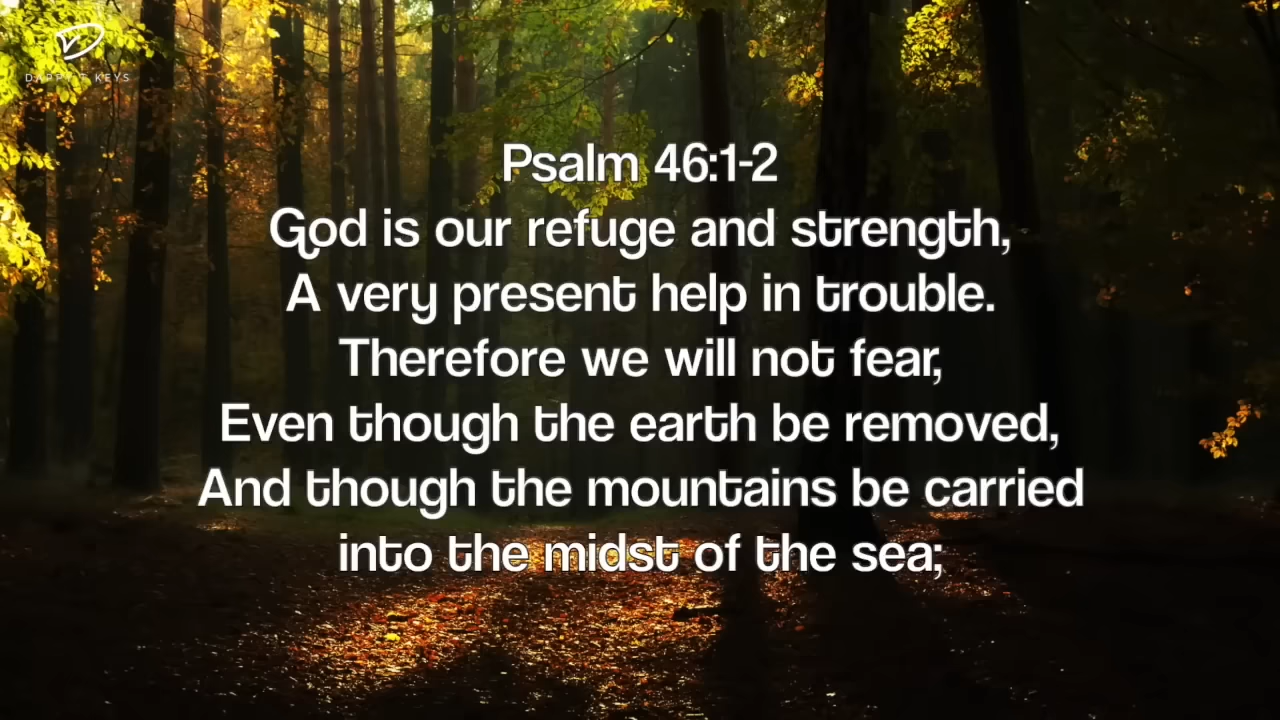 DAPPY T KEYS
Psalm 46:1-2
God is our refuge and strength,
A very present help in trouble.
Therefore we will not fear,
Even though the earth be removed,
And though the mountains be carried
into the midst of the sea;